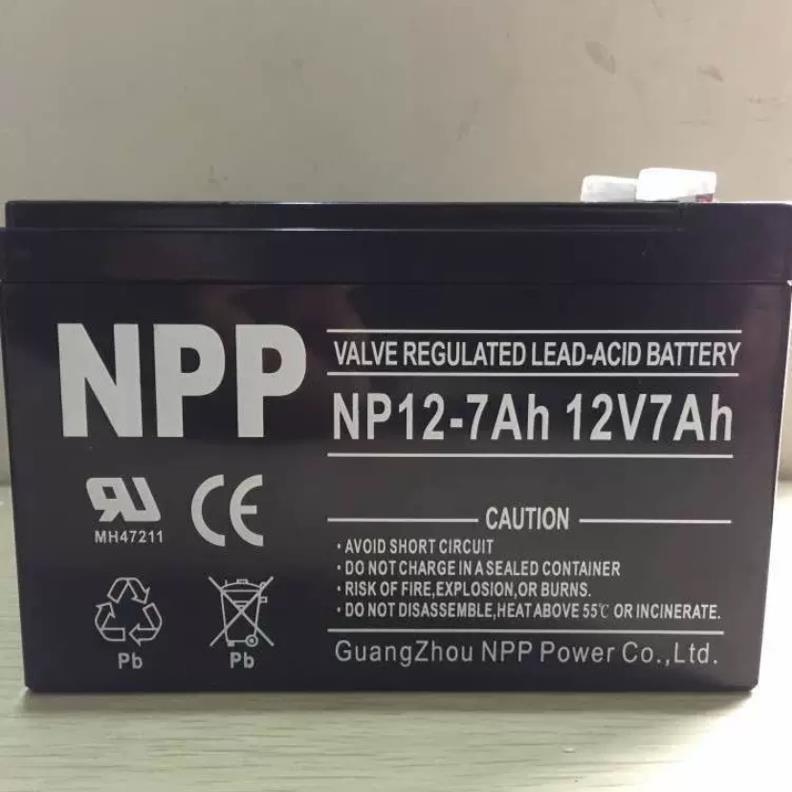 NPP
VALVE REGULATED LEAD-ACID BATTERY
NP12-7Ah 12V7Ah
MH47211
CE
CAUTION
· AVOID SHORT CIRCUIT
· DO NOT CHARGE IN A SEALED CONTAINER
· RISK OF FIRE,EXPLOSION,OR BURNS.
· DO NOT DISASSEMBLE,HEAT ABOVE 55℃ OR INCINERATE.
Pb
Pb
GuangZhou NPP Power Co.,Ltd.